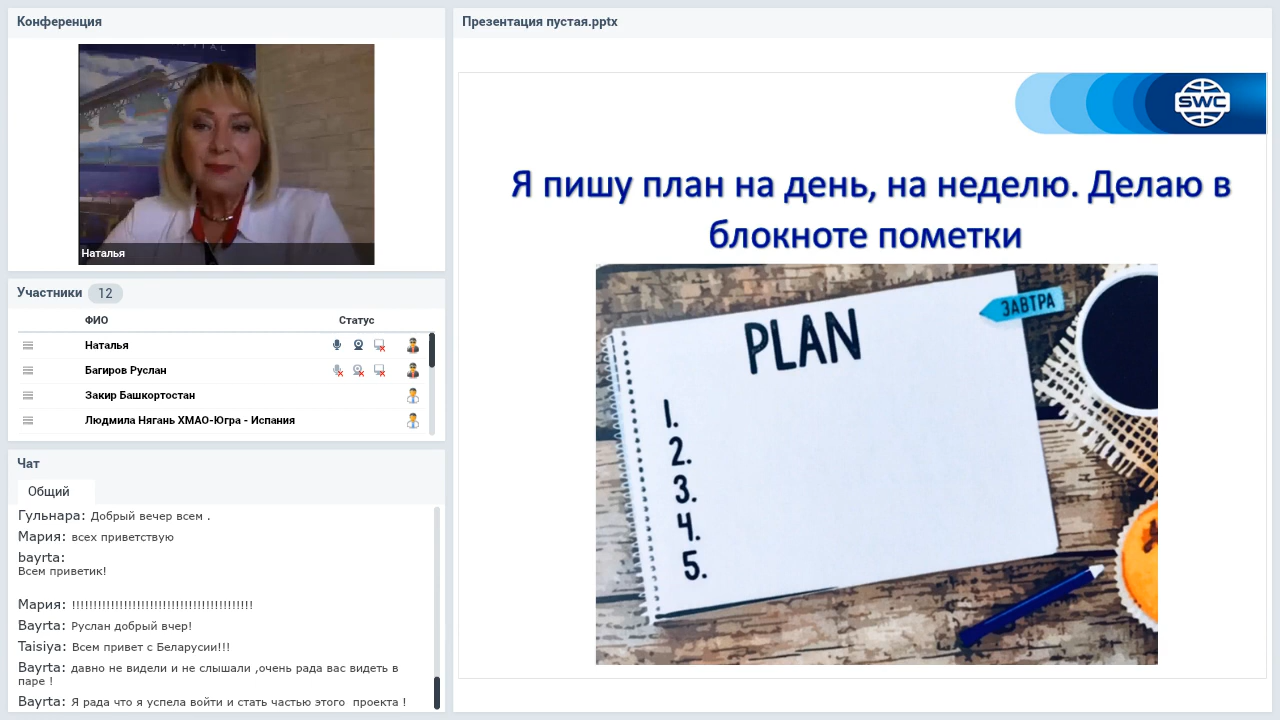 Конференция
TAL
Наталья
Участники 12
ФИО Статус
Наталья
Багиров Руслан
Закир Башкортостан
Людмила Нягань ХМАО-Югра - Испания
Чат
Общий
Гульнара: Добрый вечер всем .
Мария: всех приветствую
bayrta:
Всем приветик!
Мария: !!!!!!!!!!!!!!!!!!!!!!!!!!!!!!!!!!!!!!!!!!
Bayrta: Руслан добрый вчер!
Taisiya: Всем привет с Беларусии!!!
Bayrta: давно не видели и не слышали ,очень рада вас видеть в
паре !
Bayrta: Я рада что я успела войти и стать частью этого проекта !
Презентация пустая.pptx
SWC
Я пишу план на день, на неделю. Делаю в
блокноте пометки
ЗАВТРА
PLAN
1.
2.
3.
4.
5.